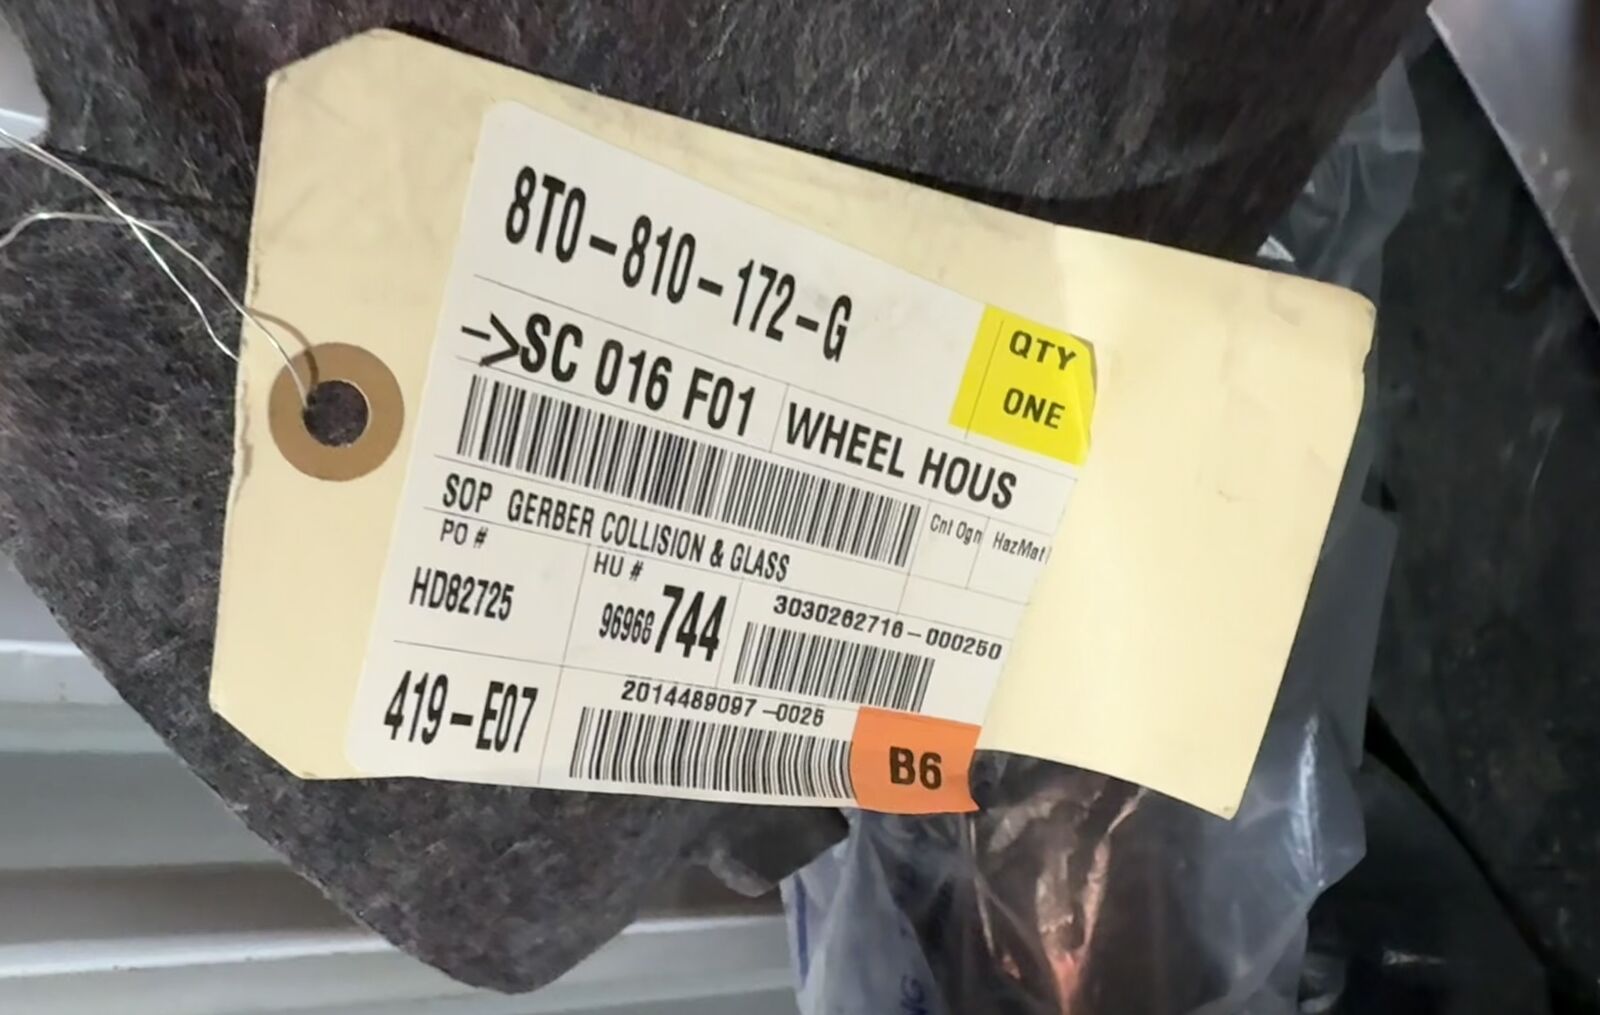 8T0-810-172-G
QTY
ONE
->SC 016 F01
WHEEL HOUS
SOP GERBER COLLISION & GLASS
Cnt Ogn
HazMat
PO #
HD82725
HU #
96968744
3030262716-000250
419-E07
2014489097-0025
B6